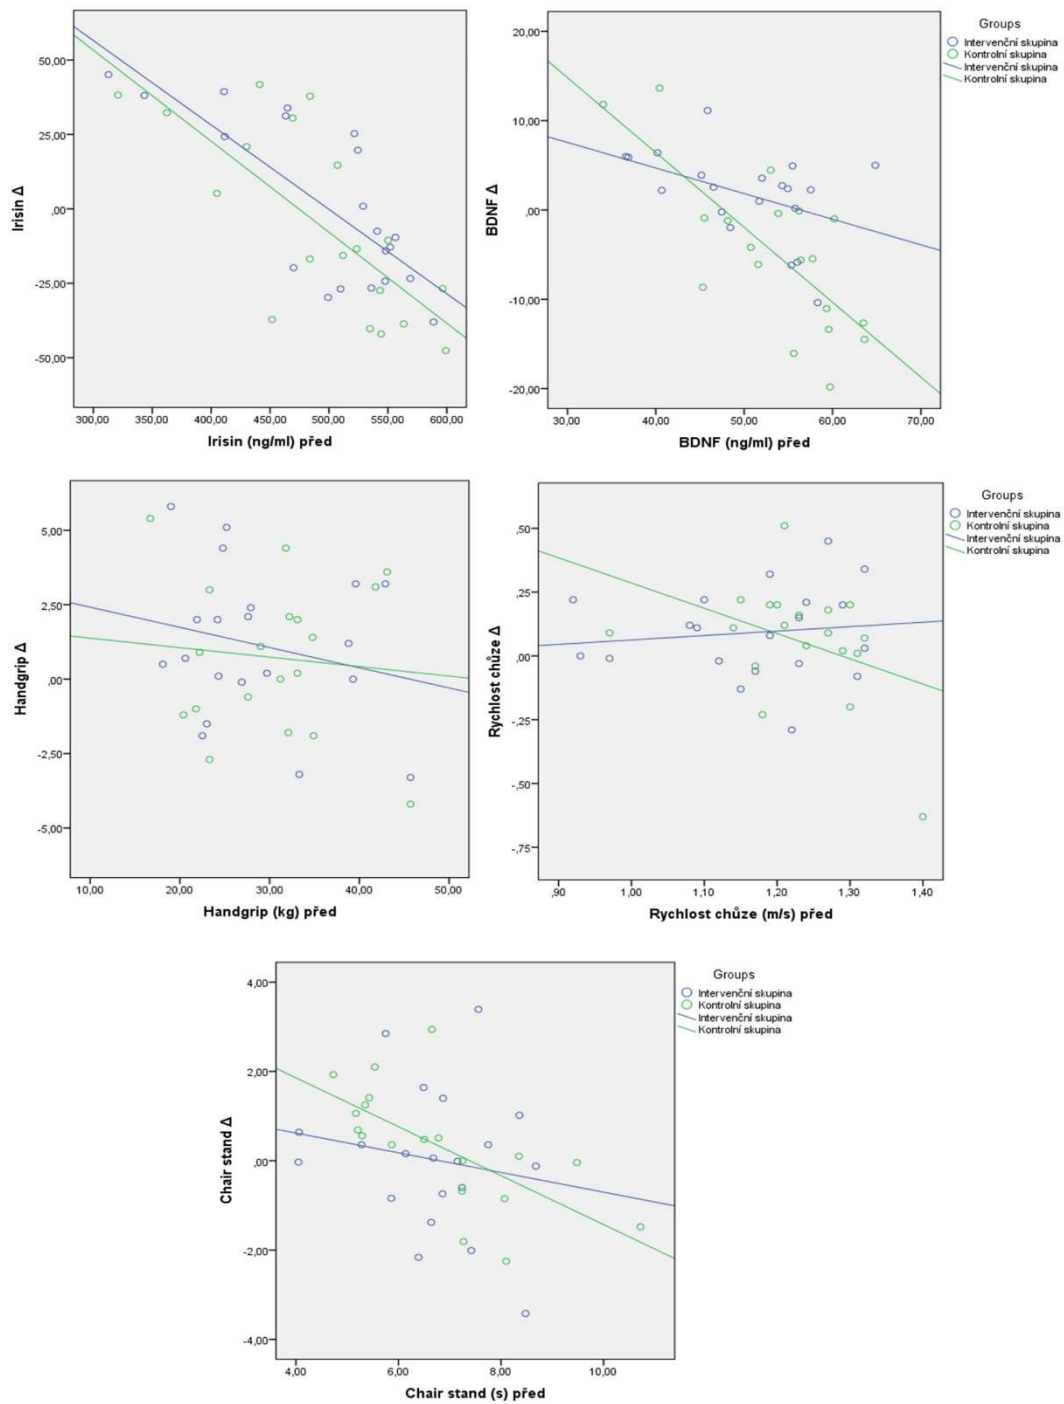 Irisin Δ
50,00
25,00
,00
-25,00
-50,00
300,00 350,00 400,00 450,00 500,00 550,00 600,00
Irisin (ng/ml) před
BDNF Δ
20,00
10,00
,00
-10,00
-20,00
30,00 40,00 50,00 60,00 70,00
BDNF (ng/ml) před
Groups
Intervenční skupina
Kontrolní skupina
Intervenční skupina
Kontrolní skupina
Handgrip Δ
5,00
2,50
,00
-2,50
-5,00
10,00 20,00 30,00 40,00 50,00
Handgrip (kg) před
Rychlost chůze Δ
,50
,25
,00
-,25
-,50
-,75
,90 1,00 1,10 1,20 1,30 1,40
Rychlost chůze (m/s) před
Groups
Intervenční skupina
Kontrolní skupina
Intervenční skupina
Kontrolní skupina
Chair stand Δ
4,00
2,00
,00
-2,00
-4,00
4,00 6,00 8,00 10,00
Chair stand (s) před
Groups
Intervenční skupina
Kontrolní skupina
Intervenční skupina
Kontrolní skupina